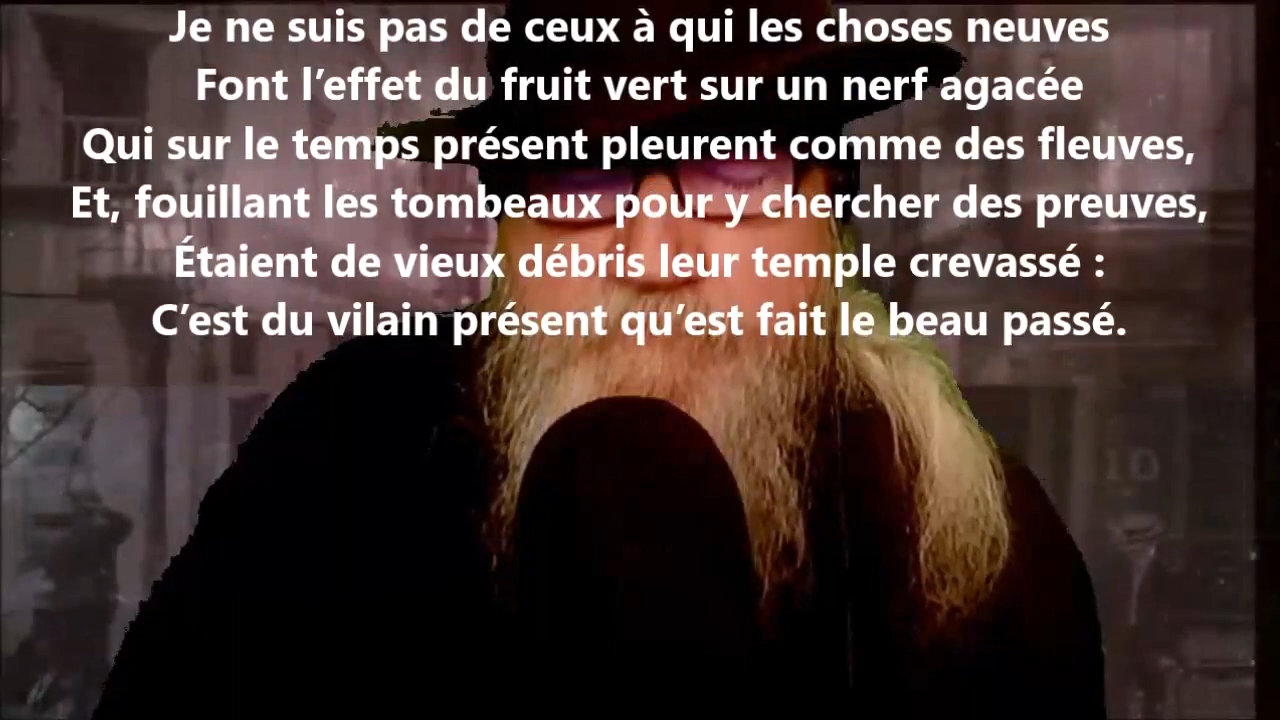 Je ne suis pas de ceux à qui les choses neuves
Font l’effet du fruit vert sur un nerf agacée
Qui sur le temps présent pleurent comme des fleuves,
Et, fouillant les tombeaux pour y chercher des preuves,
Étaient de vieux débris leur temple crevassé :
C’est du vilain présent qu’est fait le beau passé.
10